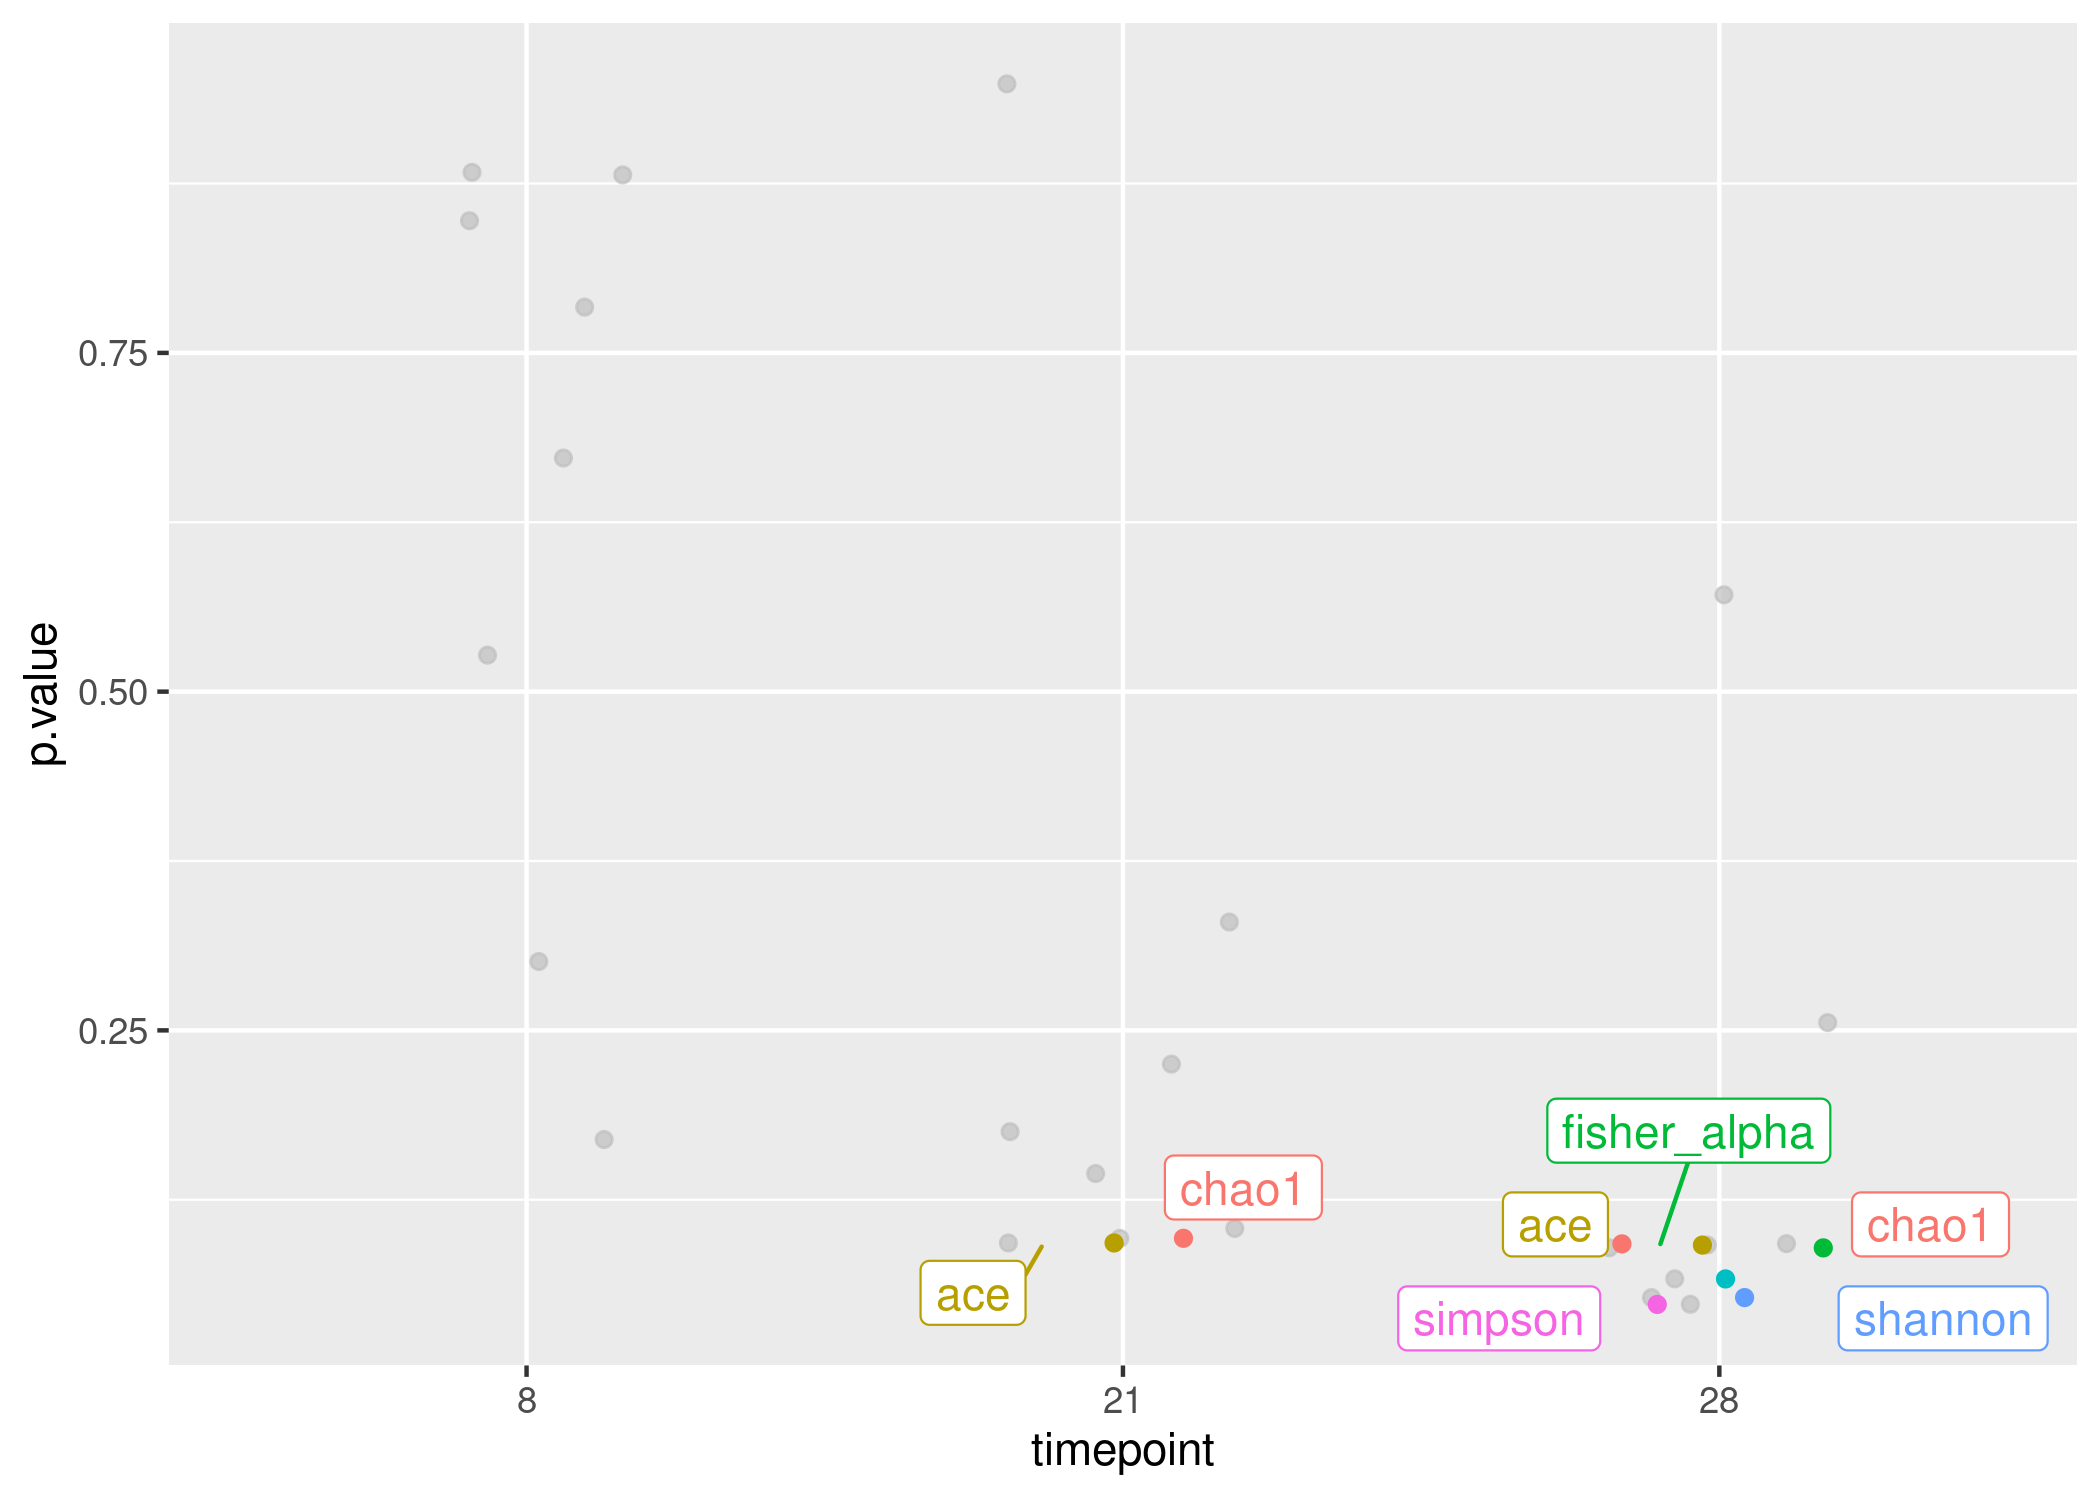 0.75
0.50
0.25
p.value
fisher_alpha
chao1
ace
chao1
ace
simpson
shannon
8
21
28
timepoint